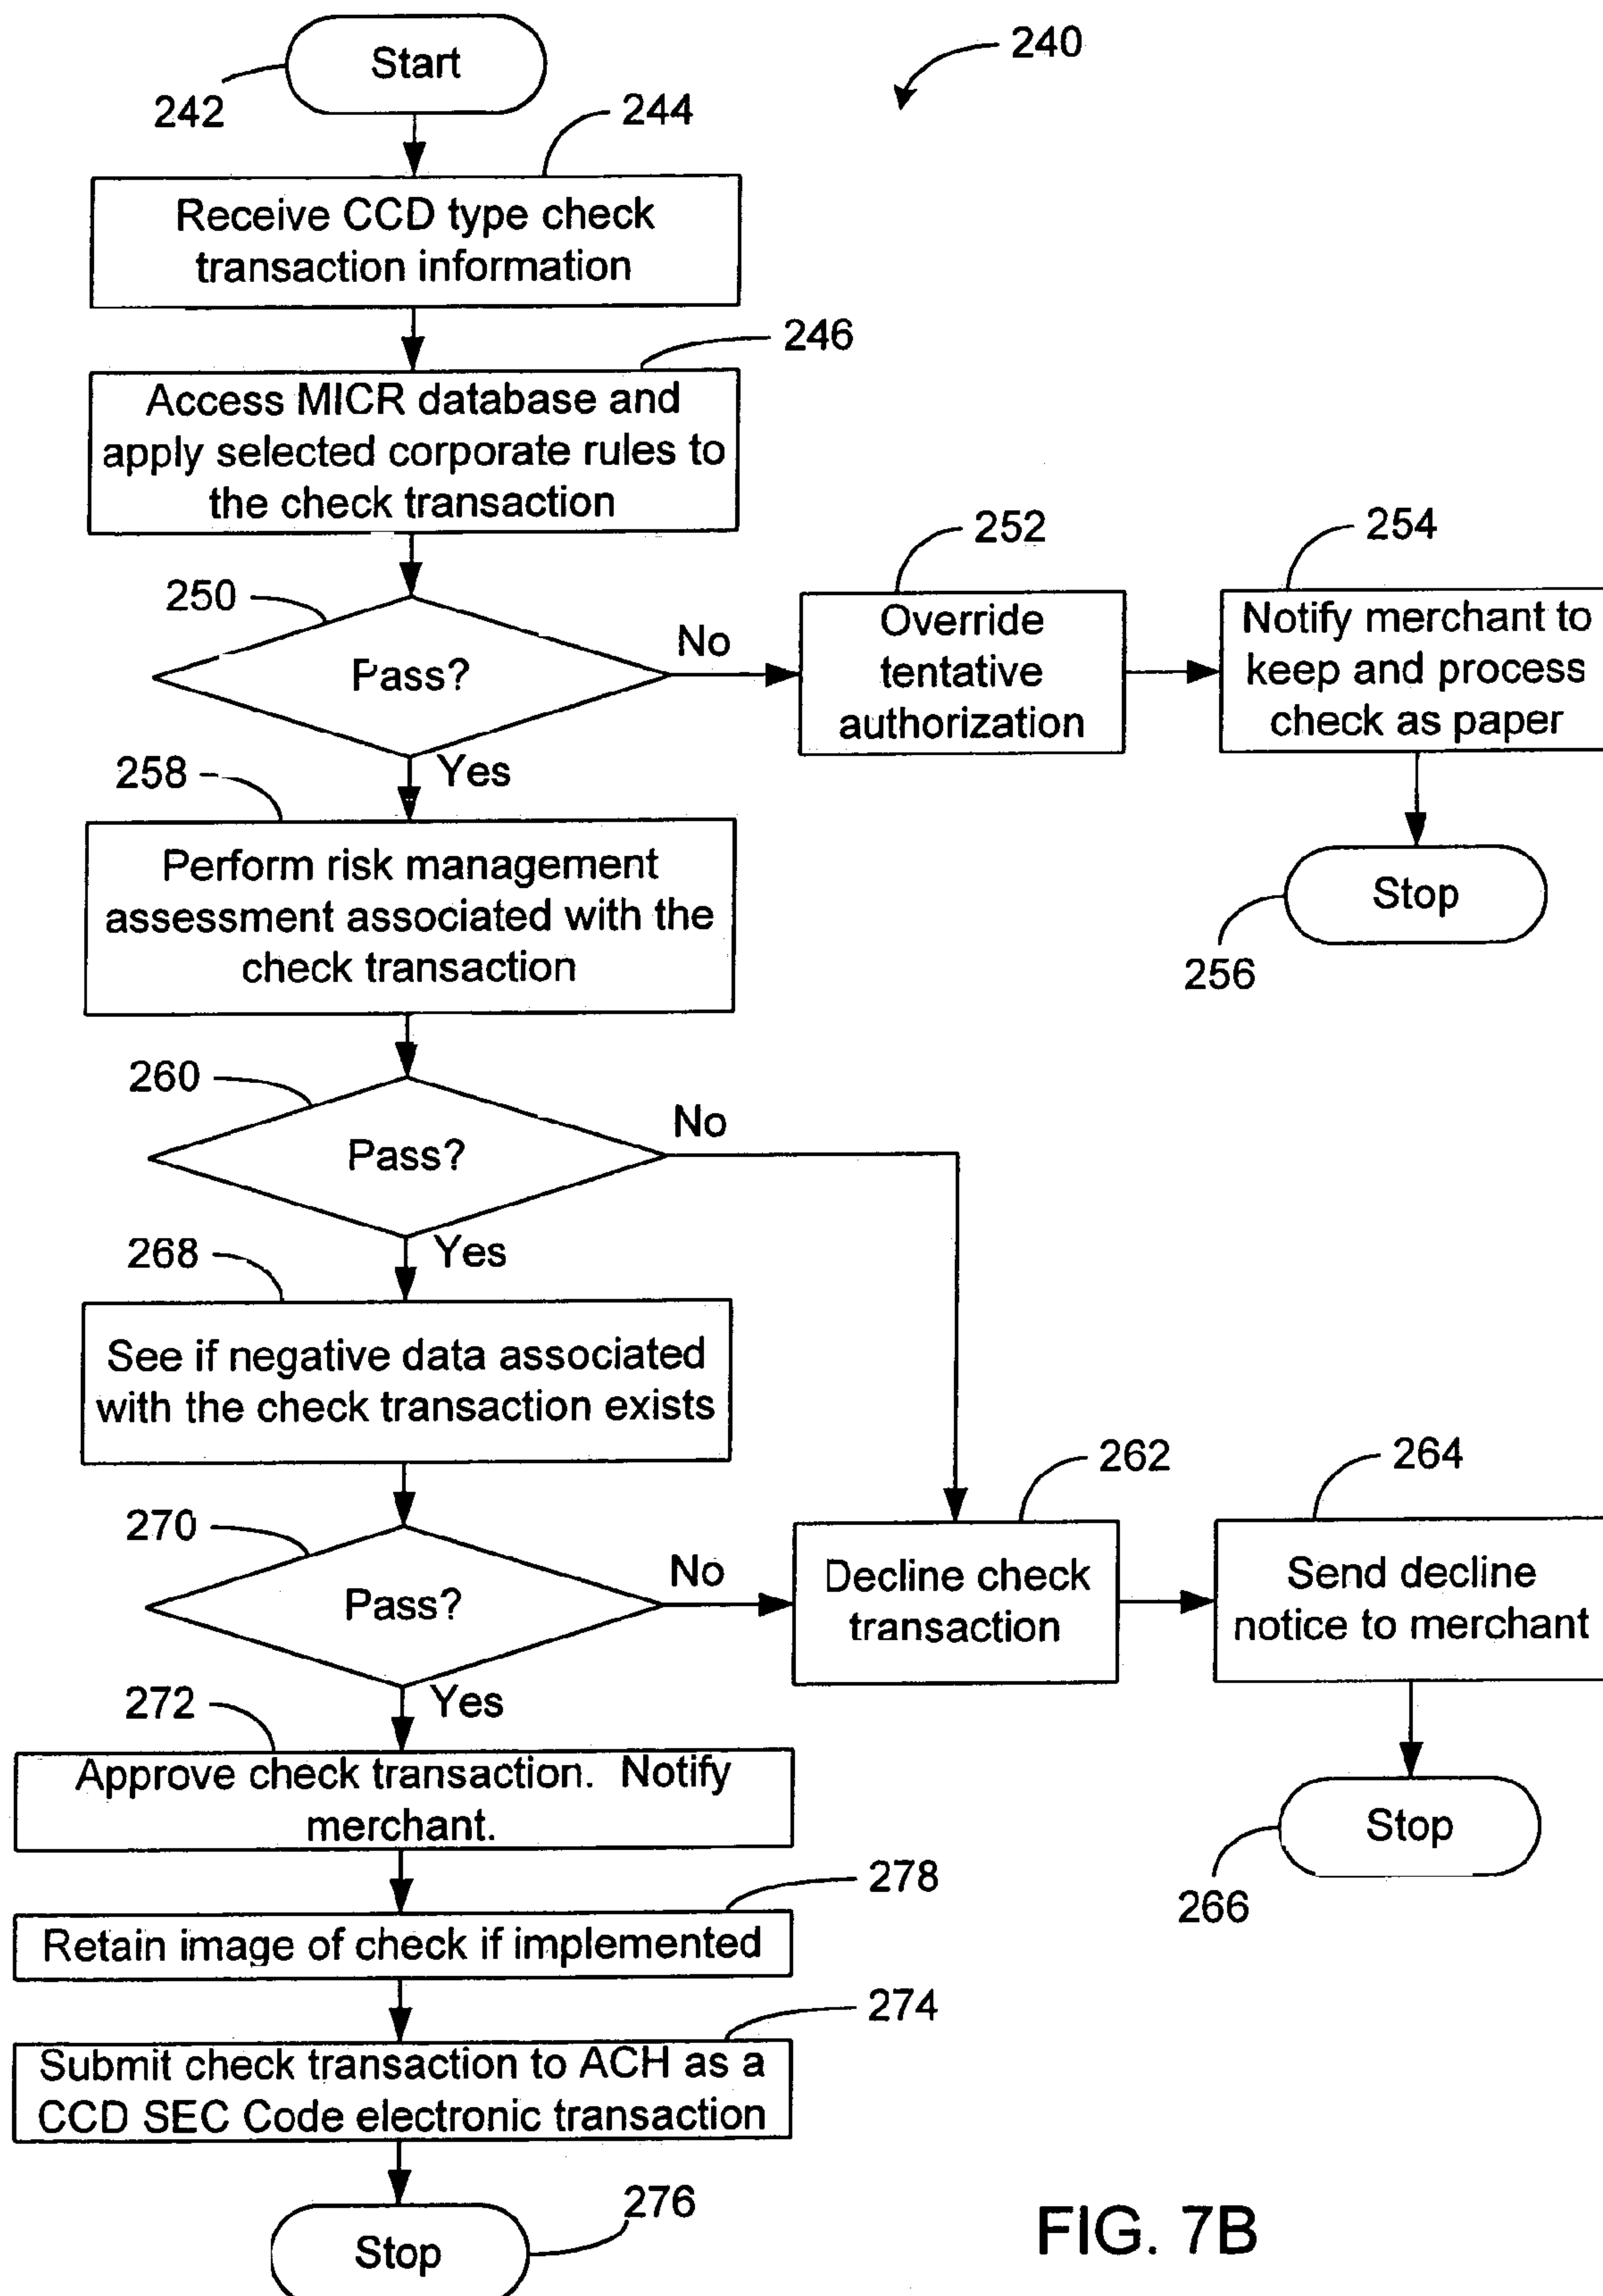 Start
240
242
244
Receive CCD type check
transaction information
246
Access MICR database and
apply selected corporate rules to
the check transaction
252
254
250
Pass?
No
Override
tentative
authorization
Notify merchant to
keep and process
check as paper
Yes
258
Perform risk management
assessment associated with the
check transaction
Stop
256
260
Pass?
No
Yes
268
See if negative data associated
with the check transaction exists
262
264
270
Pass?
No
Decline check
transaction
Send decline
notice to merchant
Yes
272
Approve check transaction. Notify
merchant.
Stop
266
278
Retain image of check if implemented
274
Submit check transaction to ACH as a
CCD SEC Code electronic transaction
276
Stop
FIG. 7B